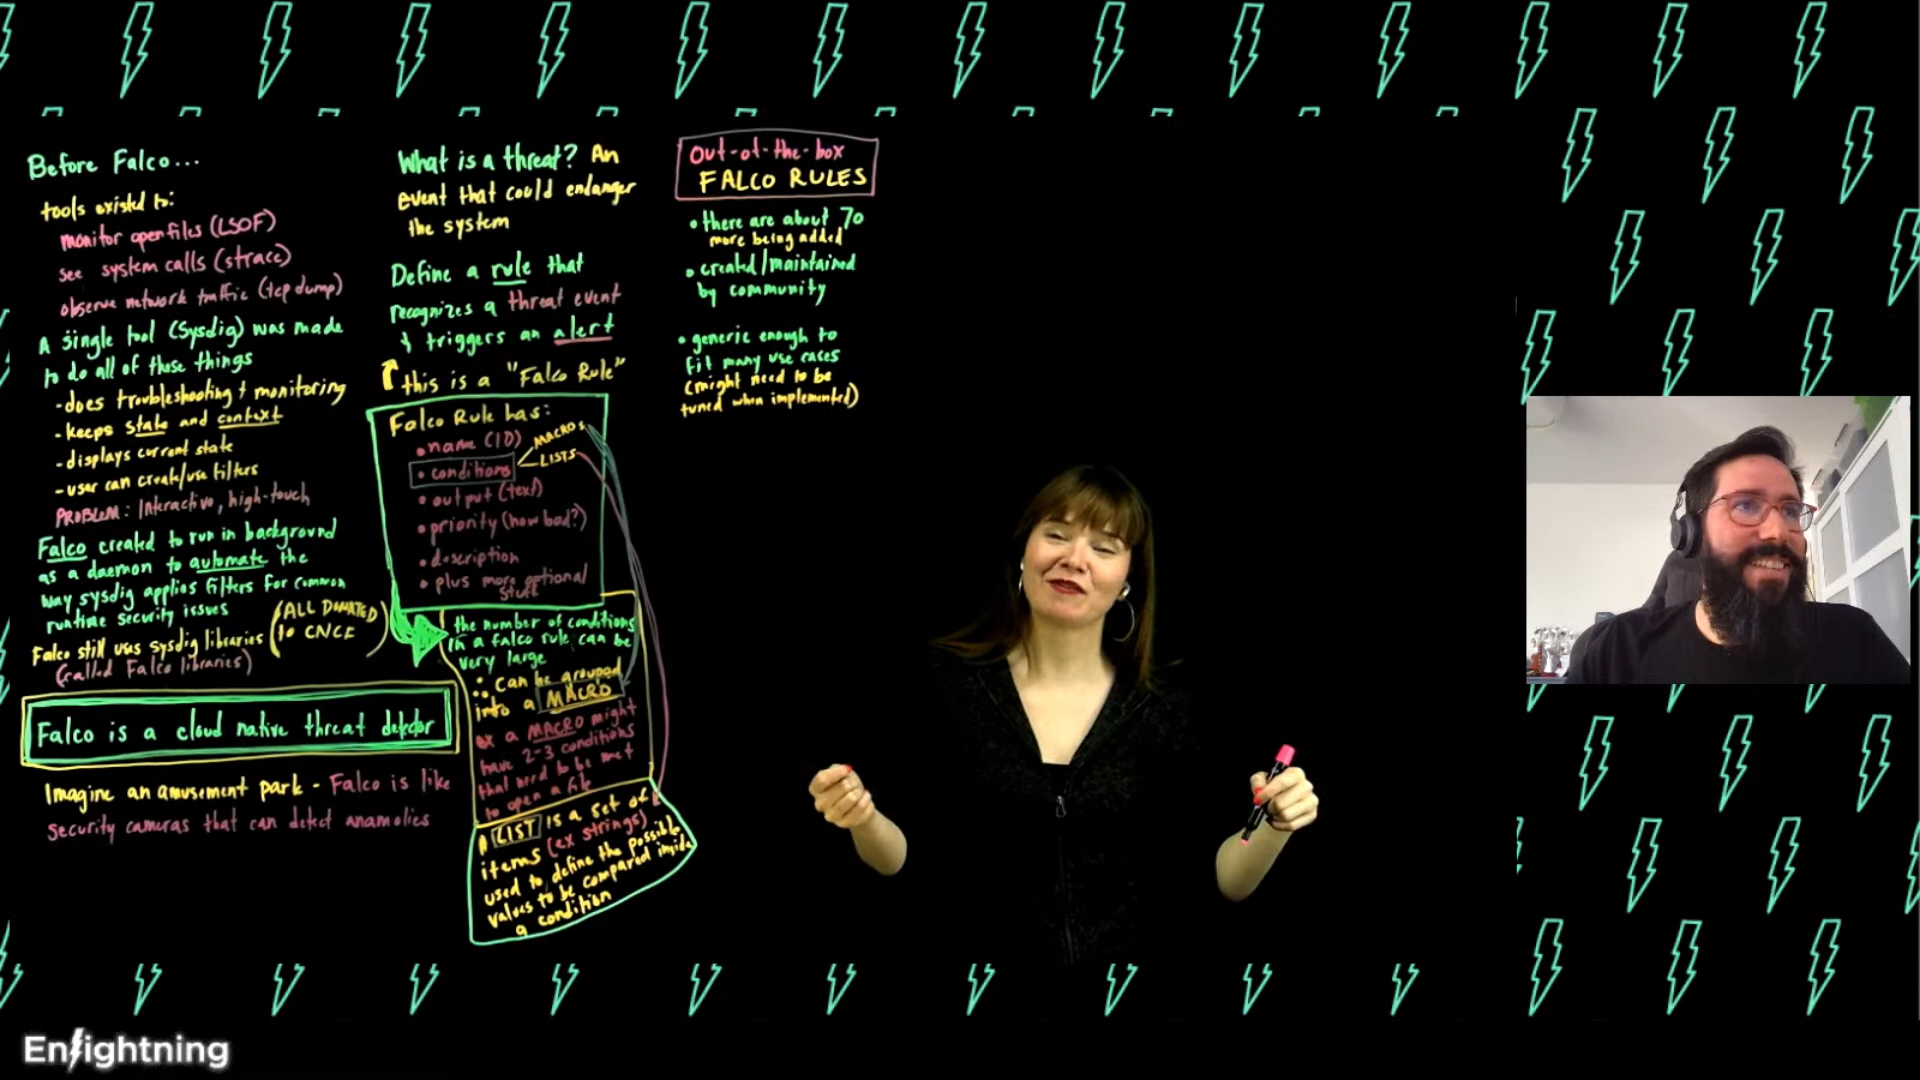 Before Falco...
tools existed to:
monitor open files (LSOF)
see system calls (strace)
observe network traffic (tcp dump)
A single tool (Sysdig) was made
to do all of these things
- does troubleshooting + monitoring
- keeps state and context
- displays current state
- user can create/use filters
PROBLEM: Interactive, high-touch
Falco created to run in background
as a daemon to automate the
way sysdig applies filters for common
runtime security issues
(ALL DONATED
to CNCF)
Falco still uses sysdig libraries
(called Falco libraries)
Falco is a cloud native threat detector
Imagine an amusement park - Falco is like
security cameras that can detect anamolies
What is a threat? An
event that could endanger
the system
Define a rule that
recognizes a threat event
& triggers an alert
this is a "Falco Rule"
Falco Rule has:
• name (ID)
MACROS
• conditions
LISTS
• output (text)
• priority (how bad?)
• description
• plus more optional
stuff
the number of conditions
in a falco rule can be
very large
∴ Can be grouped
into a MACRO
ex a MACRO might
have 2-3 conditions
that need to be met
to open a file
A LIST is a set of
items (ex strings)
used to define the possible
values to be compared inside
a condition
Out-of-the-box
FALCO RULES
• there are about 70
more being added
• created/maintained
by community
• generic enough to
fit many use cases
(might need to be
tuned when implemented)
Enlightning